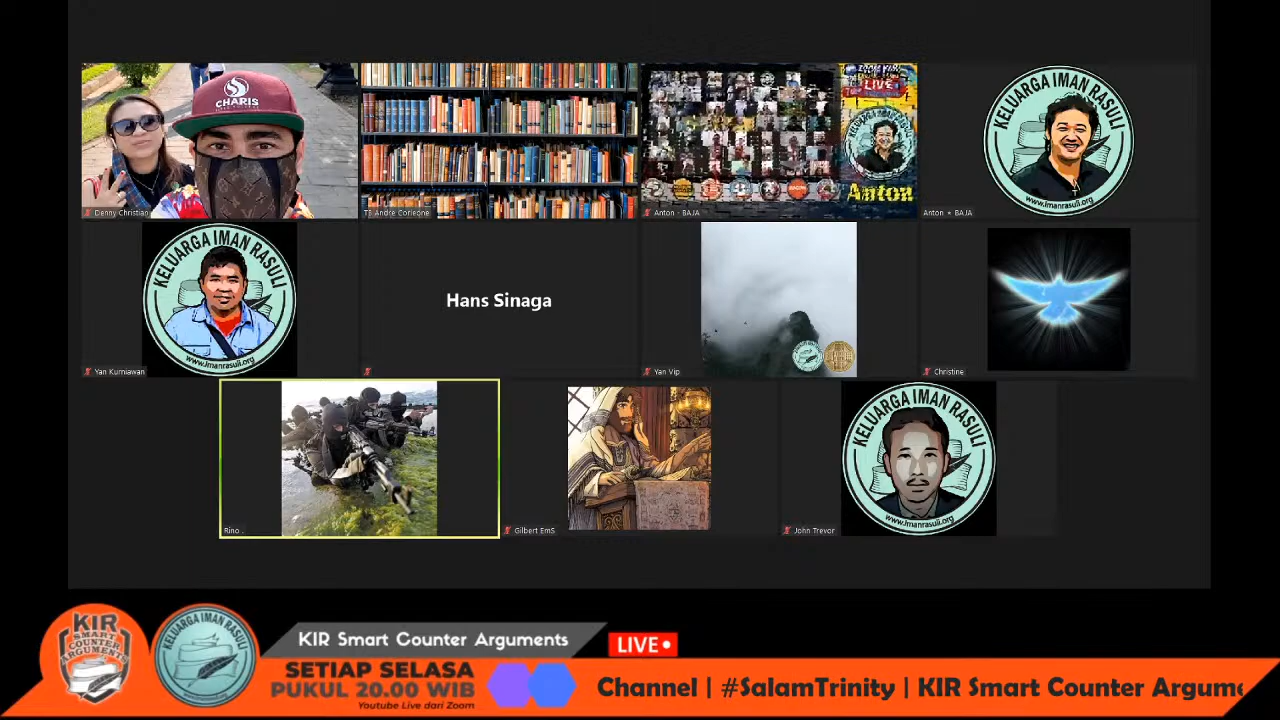 CHARIS
Denny Christian
TB Andre Corleone
LIVE
Anton
Anton - BAJA
KELUARGA IMAN RASULI
www.imanrasuli.org
Anton • BAJA
KELUARGA IMAN RASULI
www.imanrasuli.org
Yan Kurniawan
Hans Sinaga
Yan Vip
Christine
Rino .
Gilbert EmS
KELUARGA IMAN RASULI
www.imanrasuli.org
John Trevor
KIR
SMART
COUNTER
ARGUMENTS
KELUARGA IMAN RASULI
KIR Smart Counter Arguments
LIVE
SETIAP SELASA
PUKUL 20.00 WIB
Youtube Live dari Zoom
Channel | #SalamTrinity | KIR Smart Counter Argume